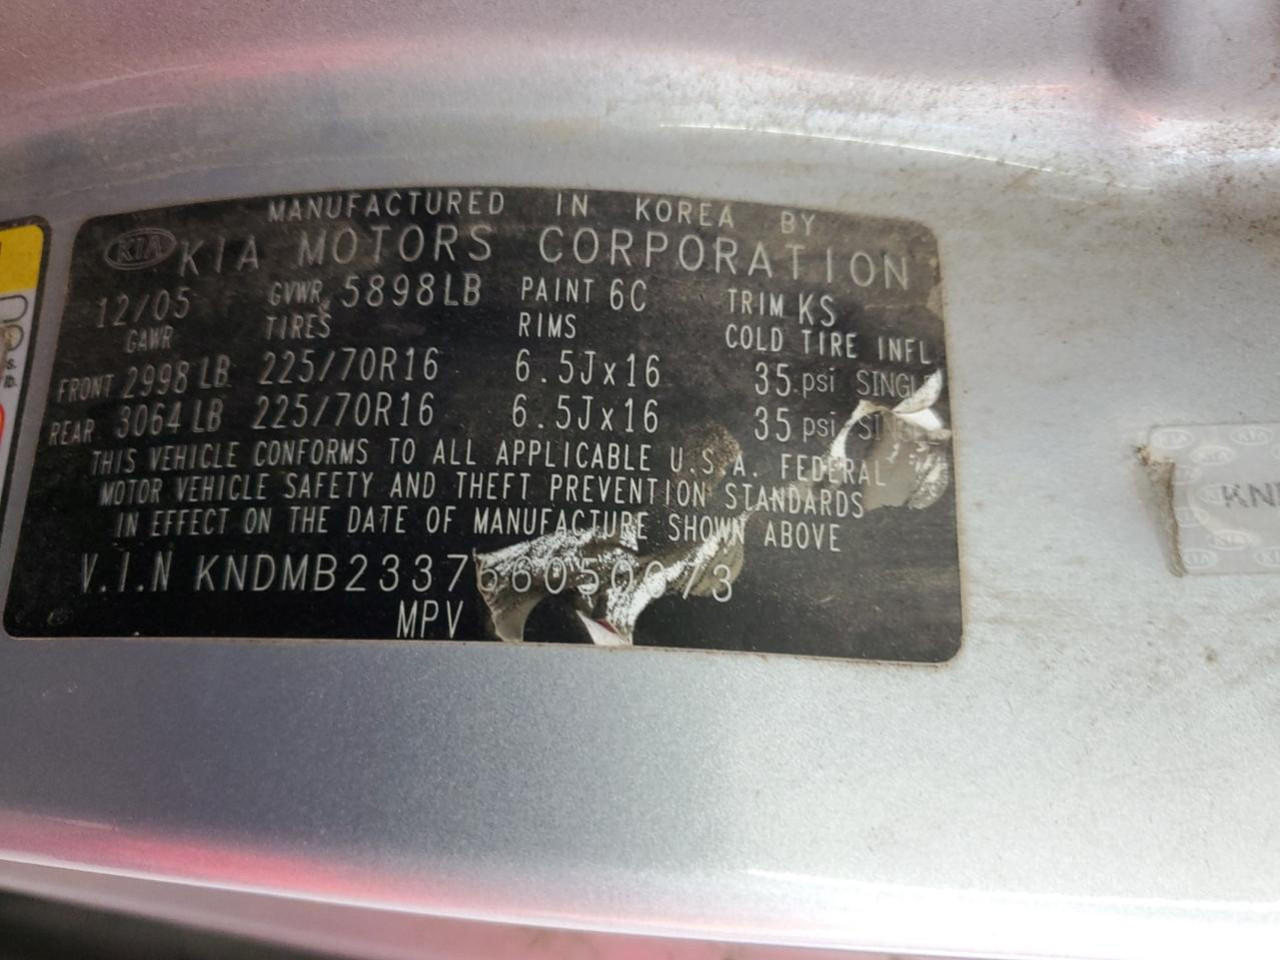 MANUFACTURED IN KOREA BY
KIA KIA MOTORS CORPORATION
12/05 GVWR 5898LB PAINT 6C TRIM KS
GAWR TIRES RIMS COLD TIRE INFL
FRONT 2998 LB 225/70R16 6.5Jx16 35 psi SINGL
REAR 3064 LB 225/70R16 6.5Jx16 35 psi
THIS VEHICLE CONFORMS TO ALL APPLICABLE U.S.A. FEDERAL
MOTOR VEHICLE SAFETY AND THEFT PREVENTION STANDARDS
IN EFFECT ON THE DATE OF MANUFACTURE SHOWN ABOVE
V.I.N
MPV
KIA
KN